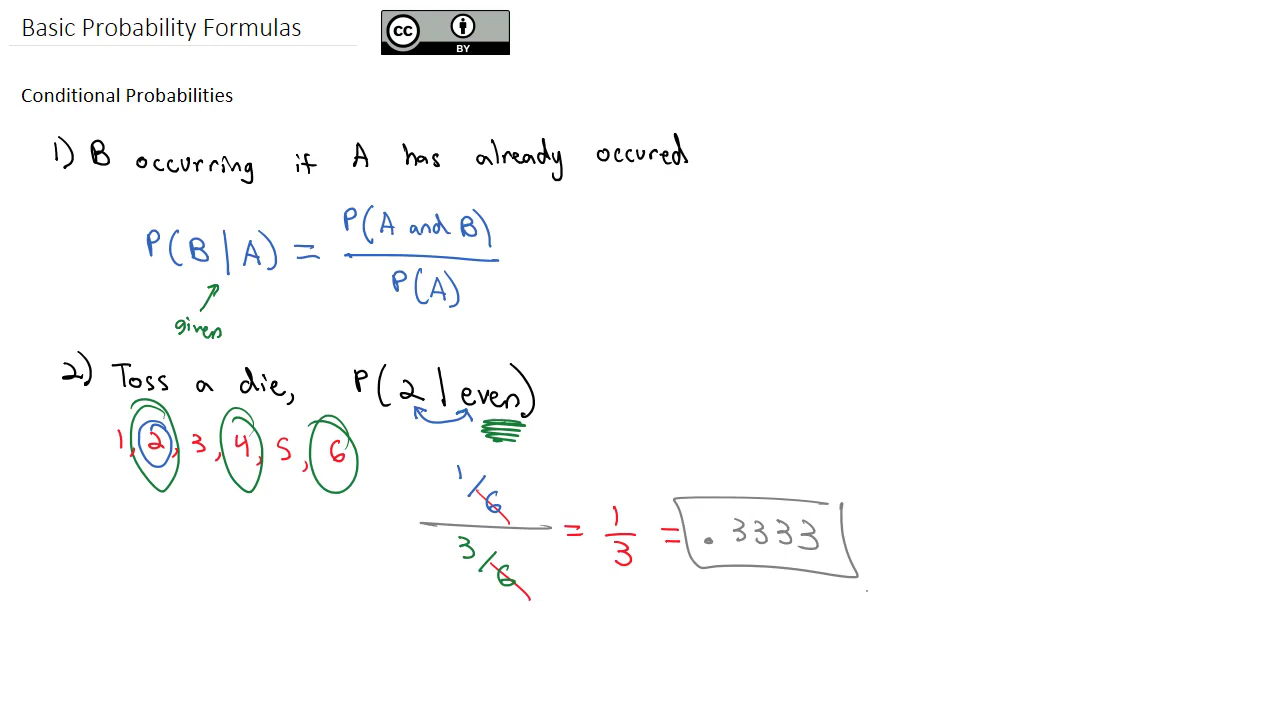 Basic Probability Formulas
CC BY
Conditional Probabilities
1) B occurring if A has already occured
P(B | A) = P(A and B) / P(A)
given
2) Toss a die, P(2 | even)
1, 2, 3, 4, 5, 6
1/6 / 3/6 = 1/3 = .3333